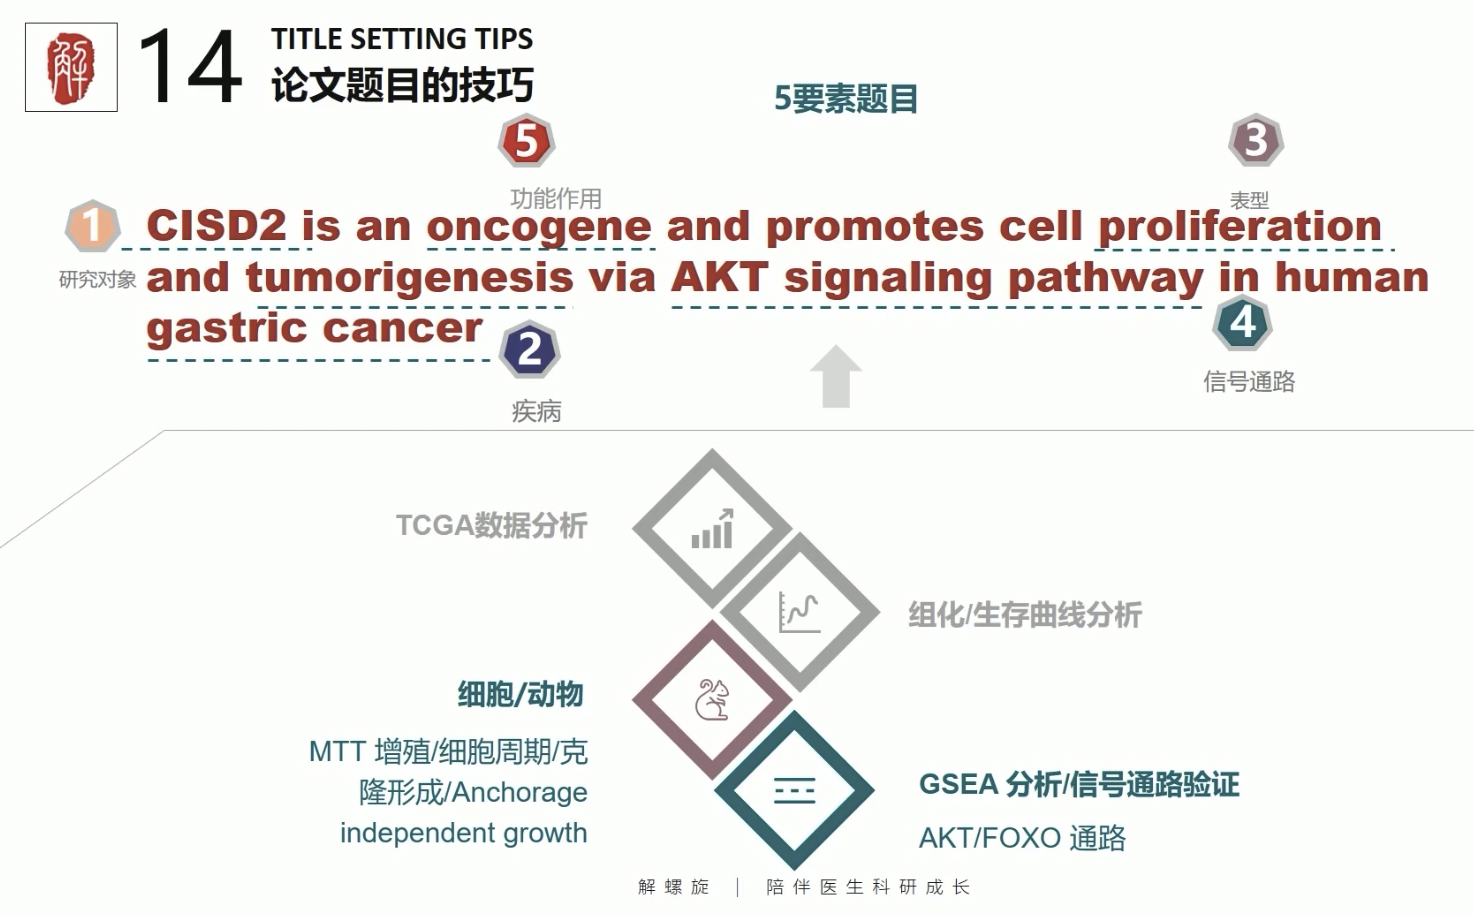 解
14
TITLE SETTING TIPS
论文题目的技巧
5要素题目
5
功能作用
3
表型
1
研究对象
CISD2 is an oncogene and promotes cell proliferation
and tumorigenesis via AKT signaling pathway in human
gastric cancer
2
疾病
4
信号通路
TCGA数据分析
组化/生存曲线分析
细胞/动物
MTT 增殖/细胞周期/克
隆形成/Anchorage
independent growth
GSEA 分析/信号通路验证
AKT/FOXO 通路
解螺旋 | 陪伴医生科研成长